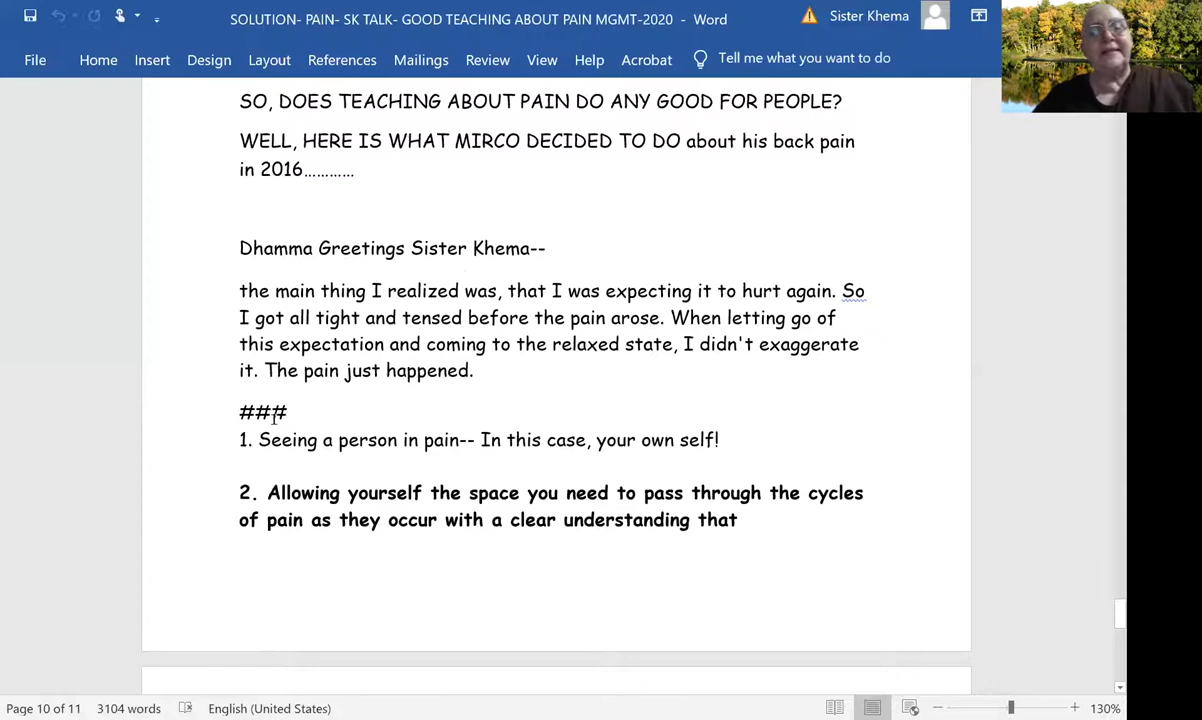 SOLUTION- PAIN- SK TALK- GOOD TEACHING ABOUT PAIN MGMT-2020 - Word
Sister Khema
File Home Insert Design Layout References Mailings Review View Help Acrobat Tell me what you want to do
SO, DOES TEACHING ABOUT PAIN DO ANY GOOD FOR PEOPLE?
WELL, HERE IS WHAT MIRCO DECIDED TO DO about his back pain
in 2016…………
Dhamma Greetings Sister Khema--
the main thing I realized was, that I was expecting it to hurt again. So
I got all tight and tensed before the pain arose. When letting go of
this expectation and coming to the relaxed state, I didn't exaggerate
it. The pain just happened.
###
1. Seeing a person in pain-- In this case, your own self!
2. Allowing yourself the space you need to pass through the cycles
of pain as they occur with a clear understanding that
Page 10 of 11 3104 words English (United States) 130%